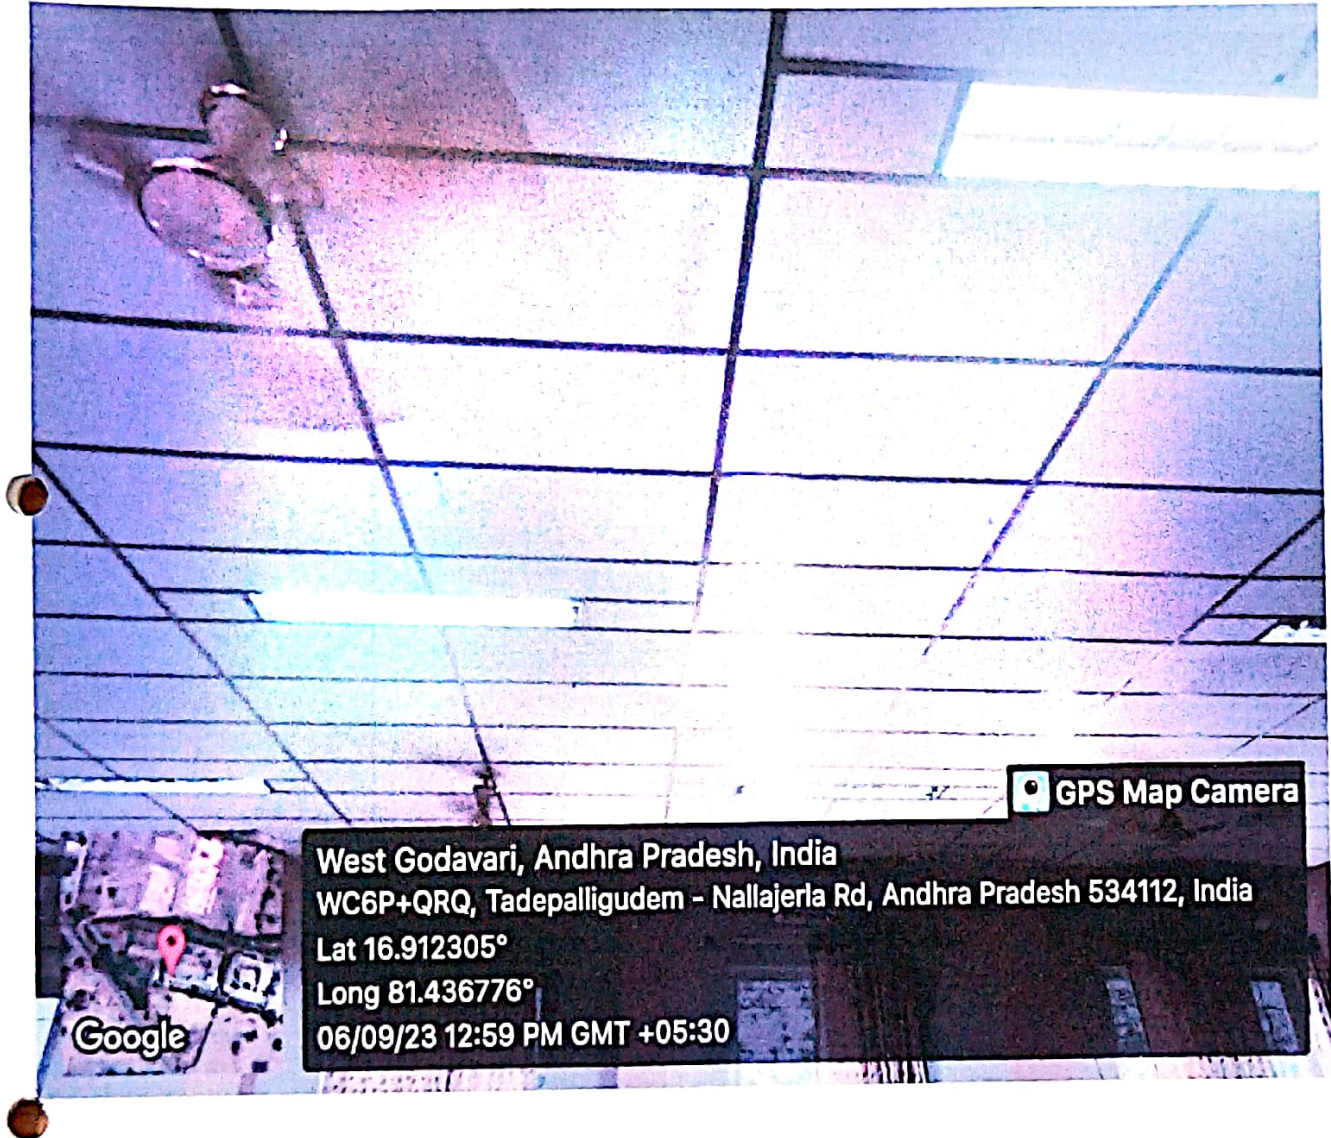 GPS Map Camera
West Godavari, Andhra Pradesh, India
WC6P+QRQ, Tadepalligudem - Nallajerla Rd, Andhra Pradesh 534112, India
Lat 16.912305°
Long 81.436776°
06/09/23 12:59 PM GMT +05:30
Google